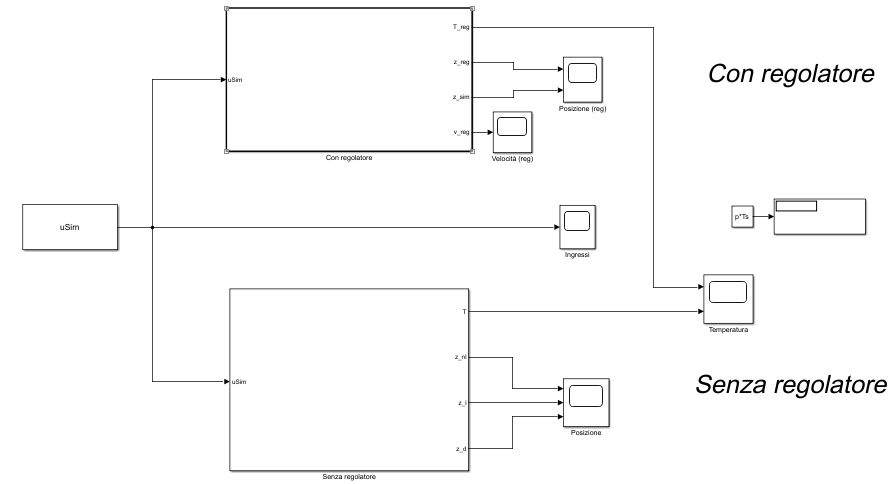 T_reg
z_reg
uSim
z_sim
v_reg
Con regolatore
Posizione (reg)
Velocità (reg)
Con regolatore
uSim
Ingressi
p*Ts
T
Temperatura
z_nl
uSim
z_l
z_d
Posizione
Senza regolatore
Senza regolatore